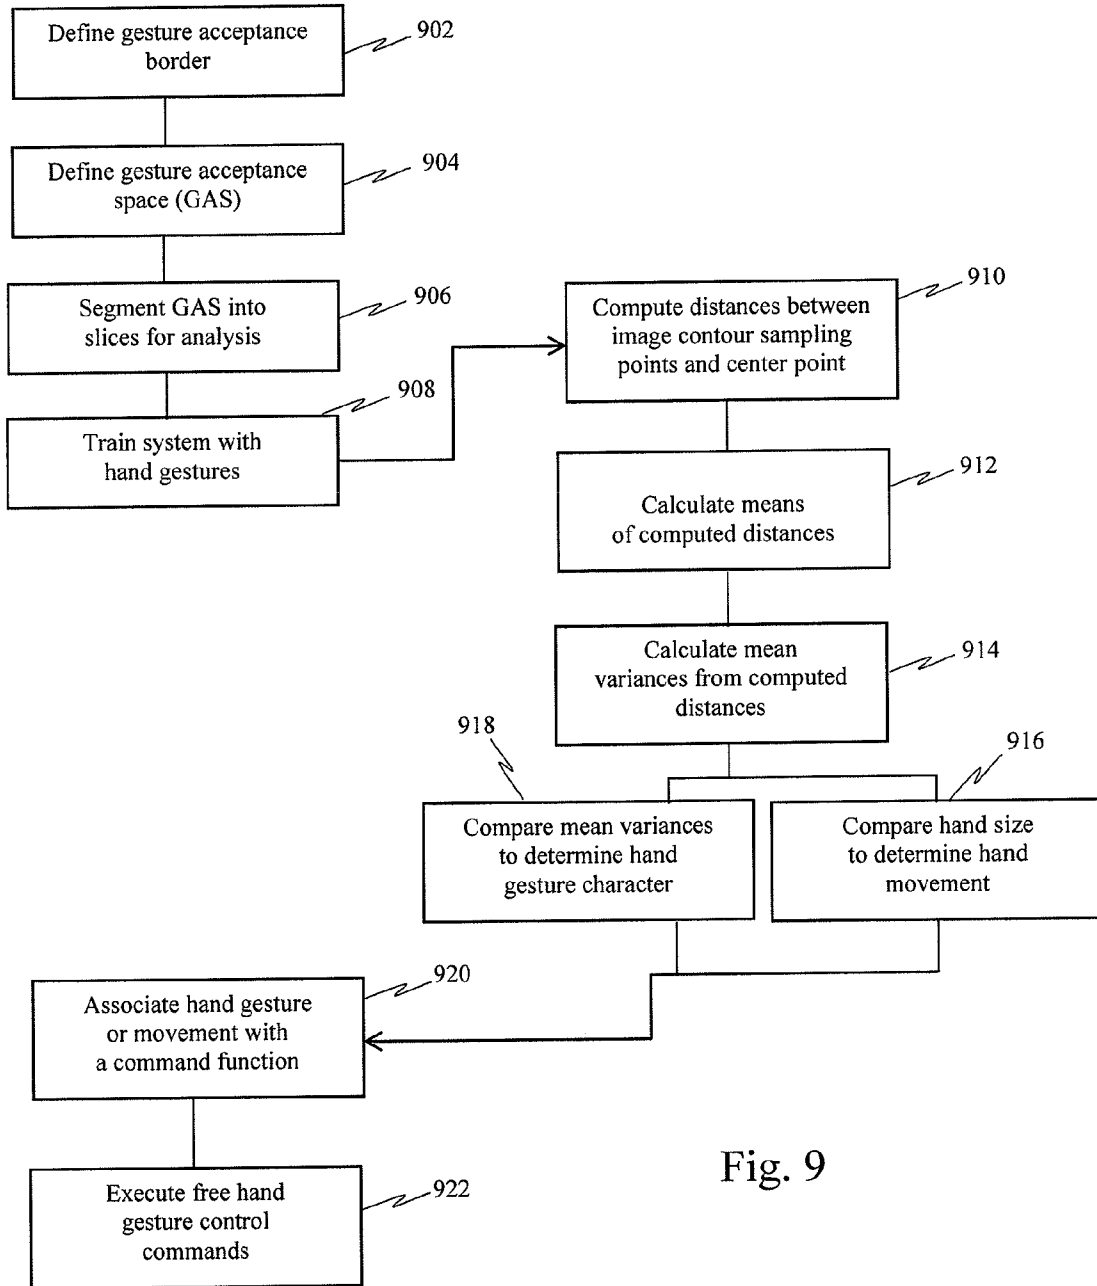 Define gesture acceptance
border
902
Define gesture acceptance
space (GAS)
904
Segment GAS into
slices for analysis
906
Train system with
hand gestures
908
Compute distances between
image contour sampling
points and center point
910
Calculate means
of computed distances
912
Calculate mean
variances from computed
distances
914
918
Compare mean variances
to determine hand
gesture character
916
Compare hand size
to determine hand
movement
Associate hand gesture
or movement with
a command function
920
Execute free hand
gesture control
commands
922
Fig. 9